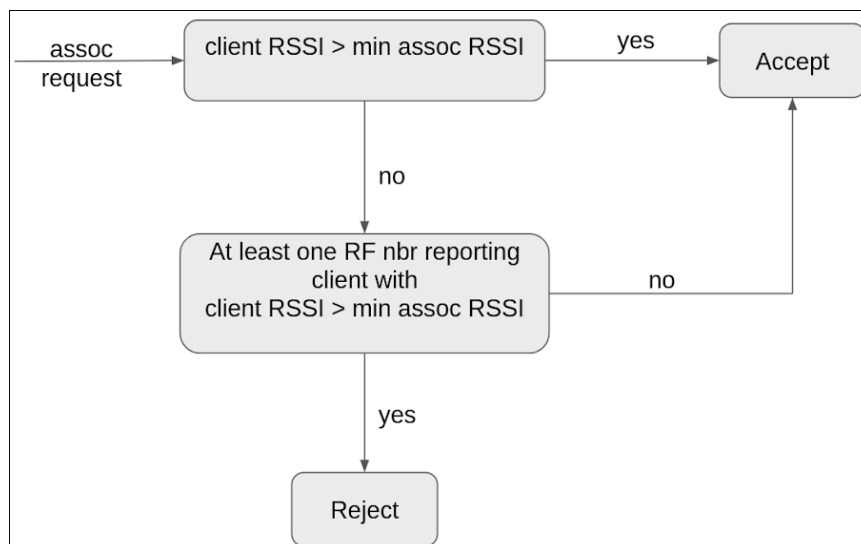 assoc
request
client RSSI > min assoc RSSI
yes
Accept
no
At least one RF nbr reporting
client with
client RSSI > min assoc RSSI
no
yes
Reject